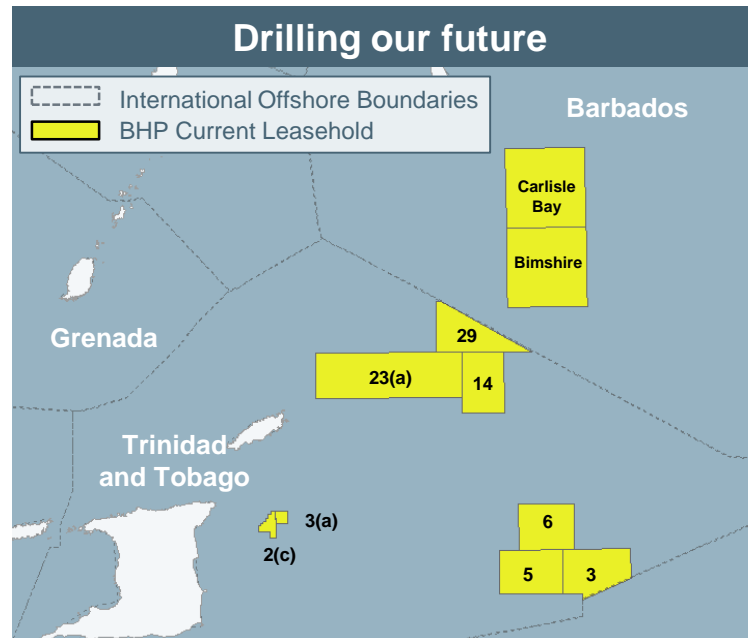 Drilling our future
International Offshore Boundaries
BHP Current Leasehold
Barbados
Carlisle
Bay
Bimshire
Grenada
29
23(a)
14
Trinidad
and Tobago
3(a)
2(c)
6
5
3